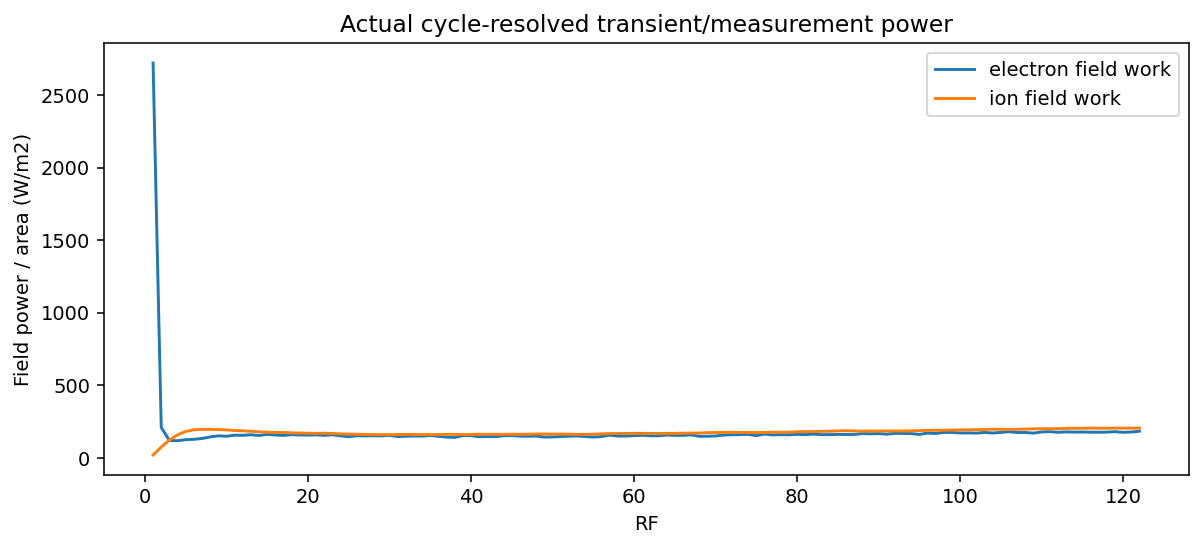 Actual cycle-resolved transient/measurement power
electron field work
ion field work
Field power / area (W/m2)
2500
2000
1500
1000
500
0
0 20 40 60 80 100 120
RF